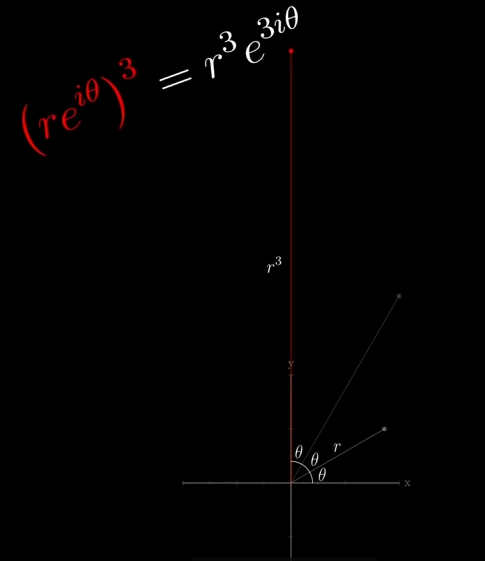 (re^{iθ})^3 = r^3 e^{3iθ}
r^3
y
θ θ r
θ
x